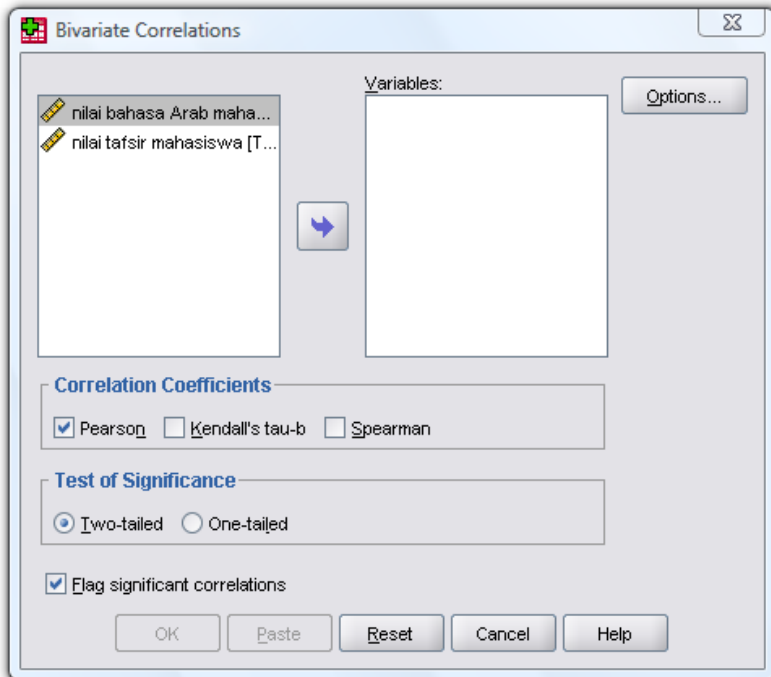 Bivariate Correlations
Variables:
nilai bahasa Arab maha...
nilai tafsir mahasiswa [T...
Options...
Correlation Coefficients
Pearson Kendall's tau-b Spearman
Test of Significance
Two-tailed One-tailed
Flag significant correlations
OK Paste Reset Cancel Help